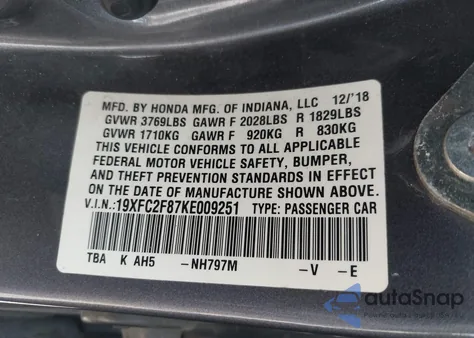 MFD. BY HONDA MFG. OF INDIANA, LLC 12/'18
GVWR 3769LBS GAWR F 2028LBS R 1829LBS
GVWR 1710KG GAWR F 920KG R 830KG
THIS VEHICLE CONFORMS TO ALL APPLICABLE
FEDERAL MOTOR VEHICLE SAFETY, BUMPER,
AND THEFT PREVENTION STANDARDS IN EFFECT
ON THE DATE OF MANUFACTURE SHOWN ABOVE.
V.I.N.: 19XFC2F87KE009251 TYPE: PASSENGER CAR
TBA K AH5 -NH797M -V -E
autoSnap